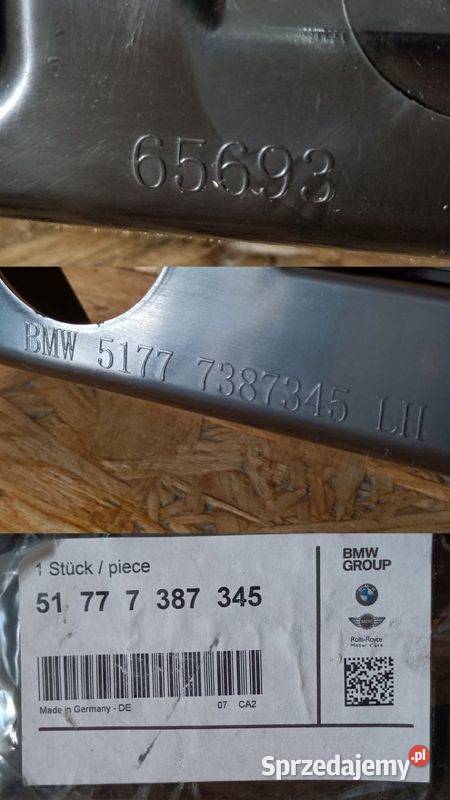 65693
BMW 5177 7387345 LH
1 Stück / piece
51 77 7 387 345
Made in Germany - DE 07 CA2
BMW
GROUP
MINI
Rolls-Royce
Motor Cars
Sprzedajemy.pl